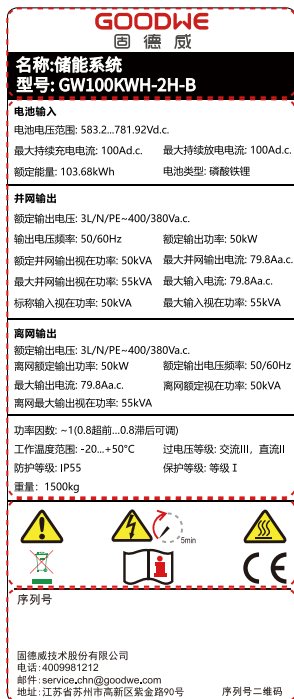 GOODWE
固德威
名称:储能系统
型号: GW100KWH-2H-B
电池输入
电池电压范围: 583.2...781.92Vd.c.
最大持续充电电流: 100Ad.c. 最大持续放电电流: 100Ad.c.
额定能量: 103.68kWh 电池类型: 磷酸铁锂
并网输出
额定输出电压: 3L/N/PE~400/380Va.c.
输出电压频率: 50/60Hz 额定输出功率: 50kW
额定并网输出视在功率: 50kVA 最大并网输出电流: 79.8Aa.c.
最大并网输出视在功率: 55kVA 最大输入电流: 79.8Aa.c.
标称输入视在功率: 50kVA 最大输入视在功率: 55kVA
离网输出
额定输出电压: 3L/N/PE~400/380Va.c.
离网额定输出功率: 50kW 额定输出电压频率: 50/60Hz
最大输出电流: 79.8Aa.c. 离网额定视在功率: 50kVA
离网最大输出视在功率: 55kVA
功率因数: ~1(0.8超前...0.8滞后可调)
工作温度范围: -20...+50°C 过电压等级: 交流III，直流II
防护等级: IP55 保护等级: 等级 I
重量: 1500kg
5min
CE
序列号
固德威技术股份有限公司
电话: 4009981212
邮件: service.chn@goodwe.com
地址: 江苏省苏州市高新区紫金路90号 序列号二维码